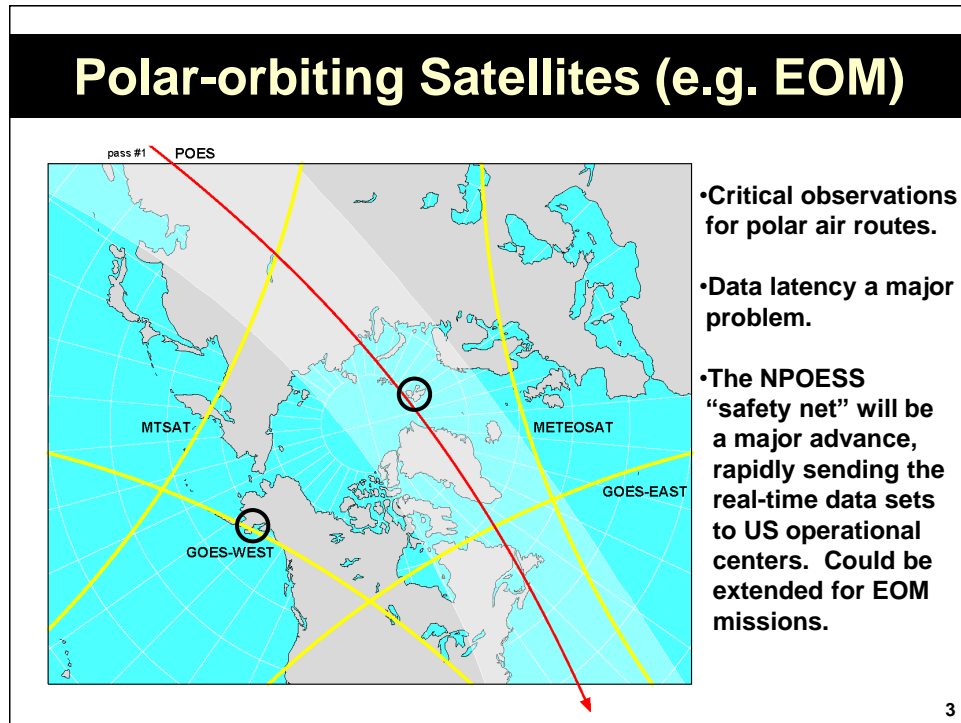 Polar-orbiting Satellites (e.g. EOM)
pass #1 POES
MTSAT
METEOSAT
GOES-EAST
GOES-WEST
•Critical observations
for polar air routes.
•Data latency a major
problem.
•The NPOESS
“safety net” will be
a major advance,
rapidly sending the
real-time data sets
to US operational
centers. Could be
extended for EOM
missions.
3